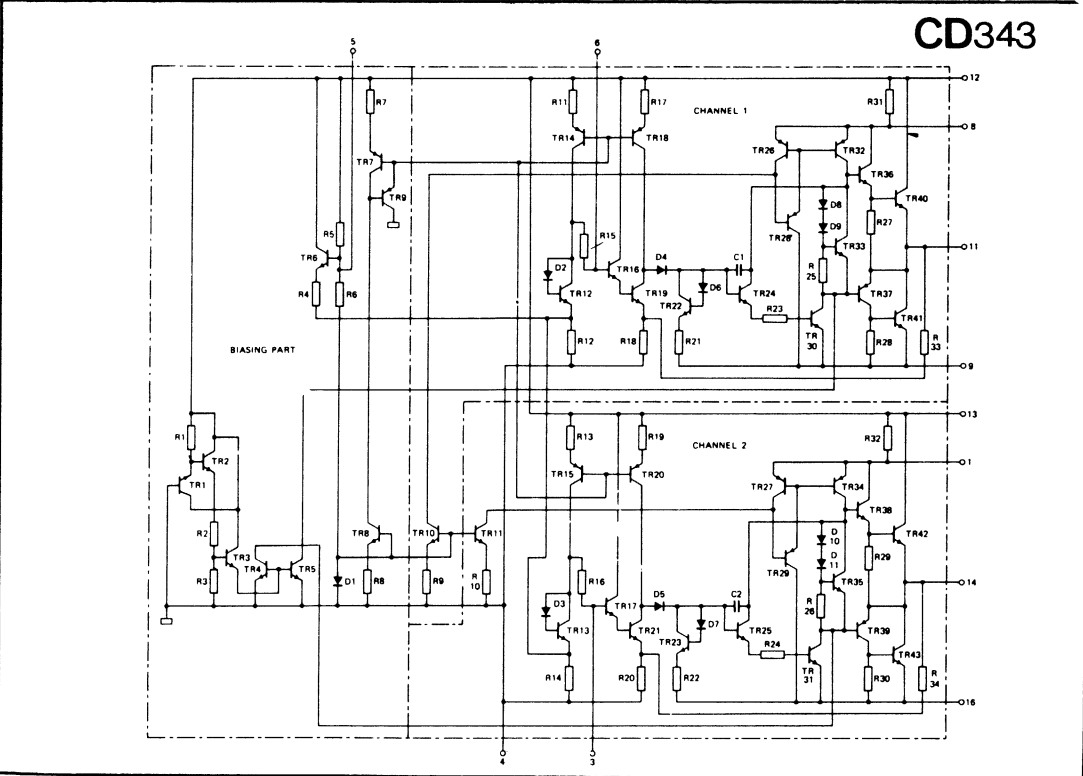 CD343
5
6
12
R7
R11
R17
CHANNEL 1
R31
8
TR14
TR18
TR26
TR32
TR7
TR36
TR9
D8
TR40
R5
R15
D9
R27
TR28
TR33
11
TR6
D4
C1
R
25
D2
TR16
R4
R6
TR12
TR19
D6
TR24
TR37
TR22
R23
TR41
TR
30
R12
R18
R21
R28
R
33
BIASING PART
9
13
R1
R13
R19
CHANNEL 2
R32
TR2
1
TR15
TR20
TR1
TR27
TR34
TR38
R2
TR8
TR10
TR11
D
10
TR42
D
11
R29
TR3
TR29
TR4
TR5
R3
D1
R8
R9
R
10
R16
TR35
14
D5
C2
R
26
D3
TR17
TR13
TR21
D7
TR25
TR39
TR23
R24
TR43
TR
31
R14
R20
R22
R30
R
34
16
4
3